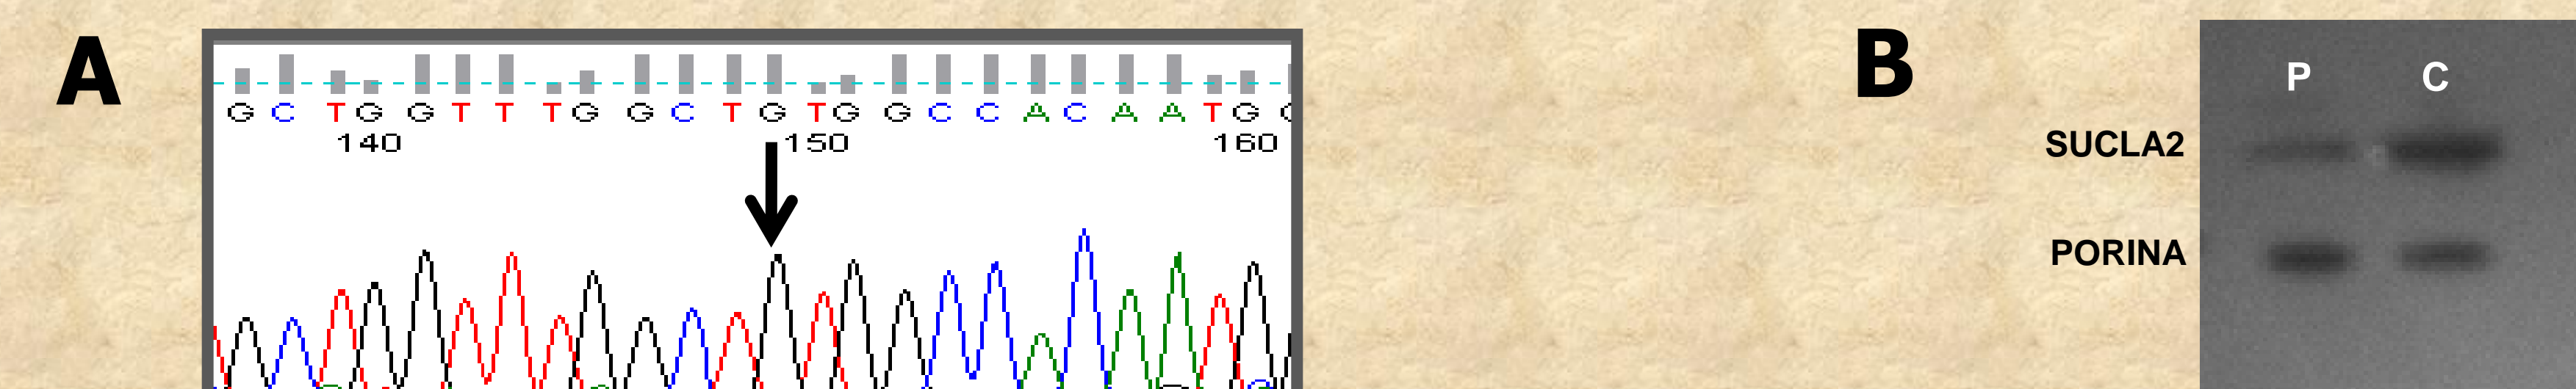 A
G C T G G T T T G G C T G T G G C C A C A A T G
140 150 160
B
P C
SUCLA2
PORINA